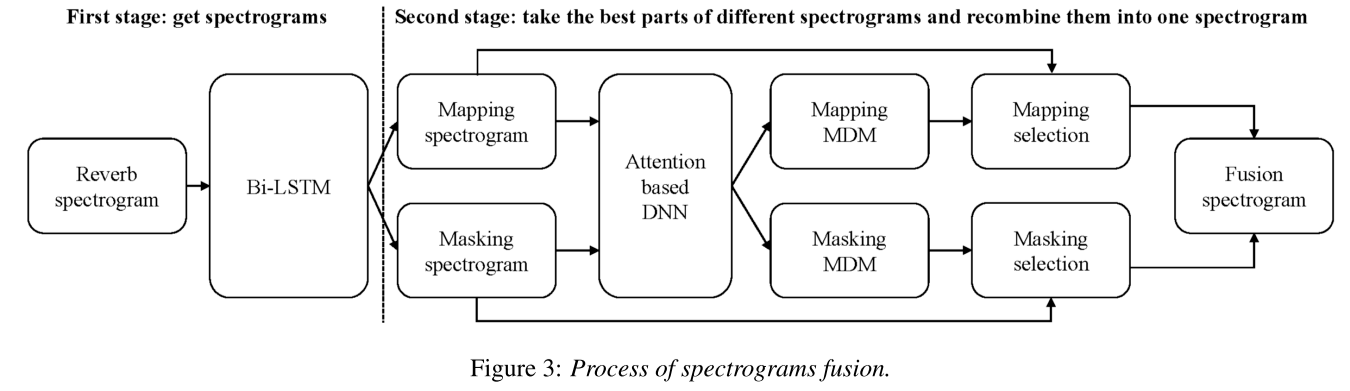 First stage: get spectrograms
Second stage: take the best parts of different spectrograms and recombine them into one spectrogram
Reverb
spectrogram
Bi-LSTM
Mapping
spectrogram
Masking
spectrogram
Attention
based
DNN
Mapping
MDM
Masking
MDM
Mapping
selection
Masking
selection
Fusion
spectrogram
Figure 3: Process of spectrograms fusion.